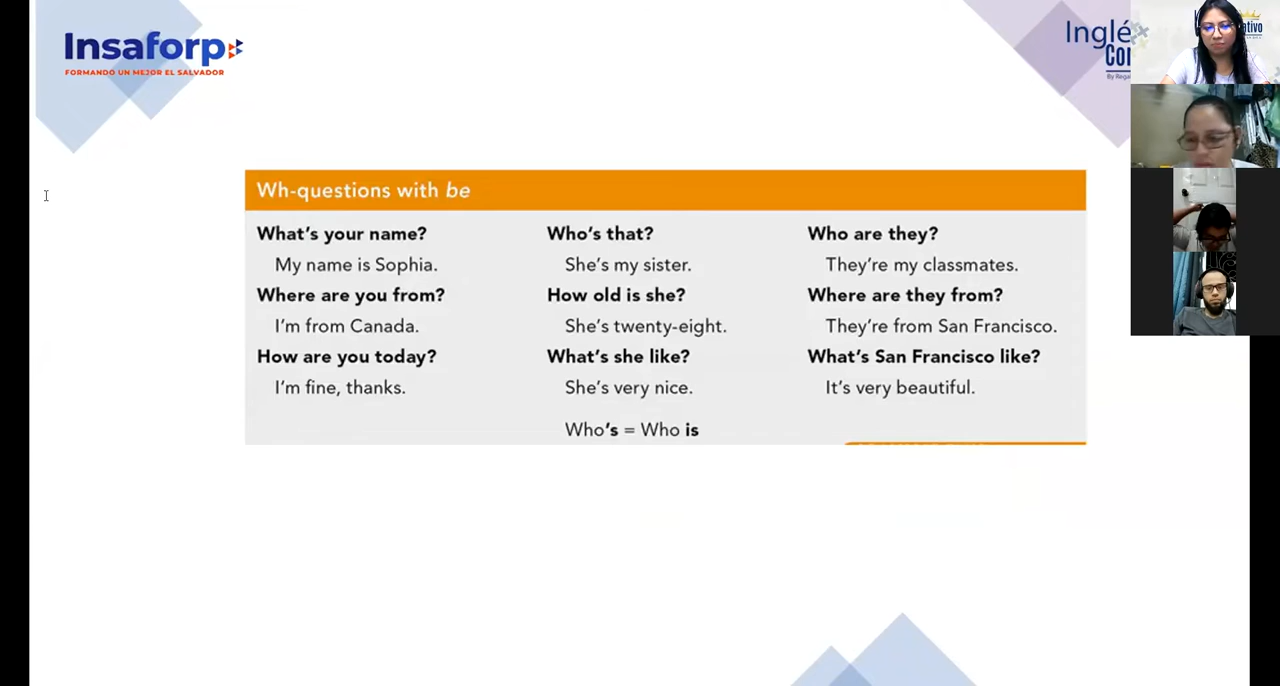 Insaforp
FORMANDO UN MEJOR EL SALVADOR
Wh-questions with be
What's your name?
My name is Sophia.
Where are you from?
I'm from Canada.
How are you today?
I'm fine, thanks.
Who's that?
She's my sister.
How old is she?
She's twenty-eight.
What's she like?
She's very nice.
Who's = Who is
Who are they?
They're my classmates.
Where are they from?
They're from San Francisco.
What's San Francisco like?
It's very beautiful.